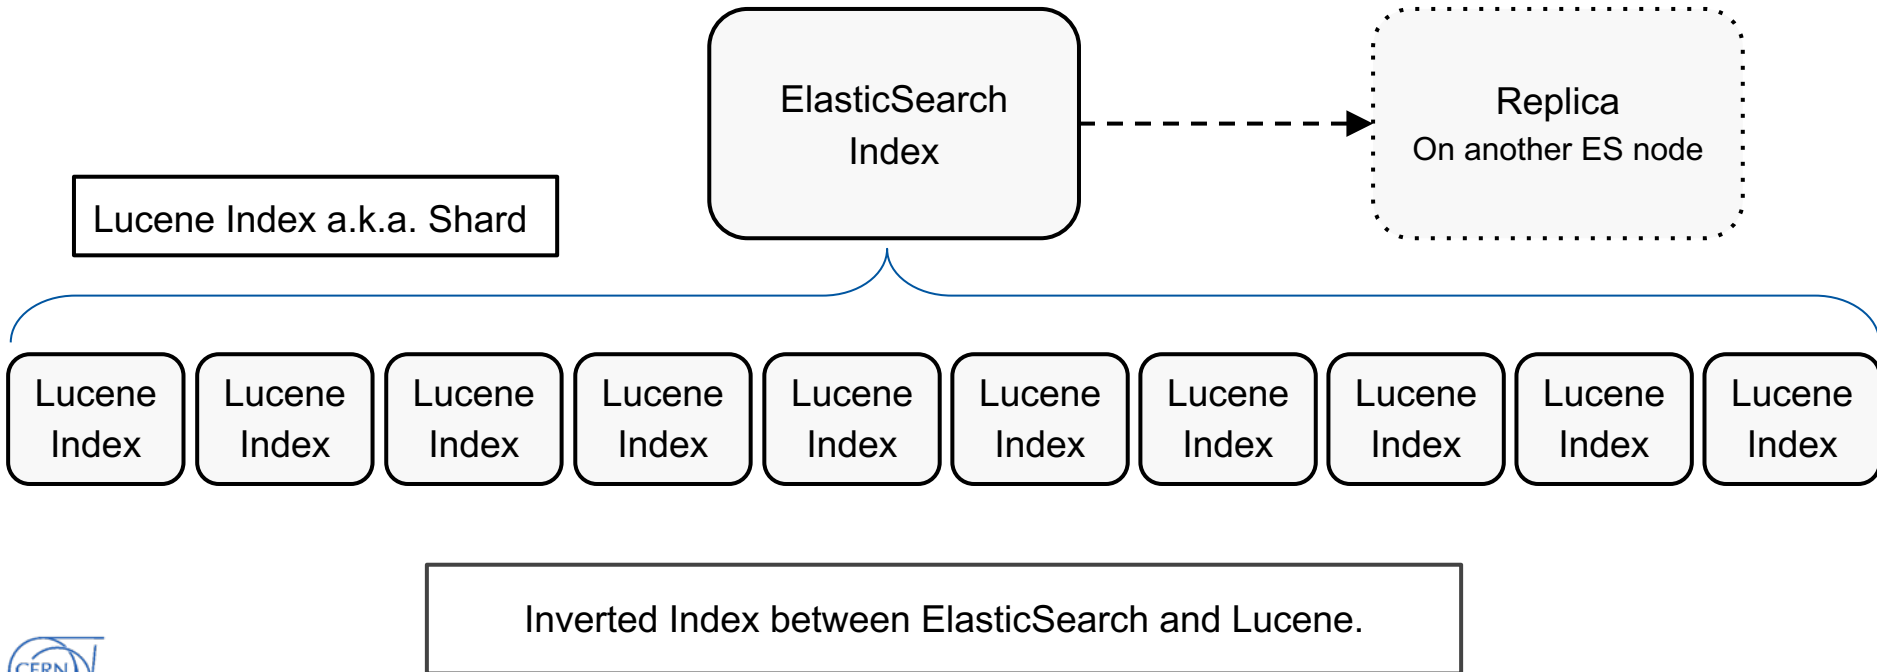 ElasticSearch
Index
Replica
On another ES node
Lucene Index a.k.a. Shard
Lucene Lucene Lucene Lucene Lucene Lucene Lucene Lucene Lucene Lucene
Index Index Index Index Index Index Index Index Index Index
Inverted Index between ElasticSearch and Lucene.
CERN